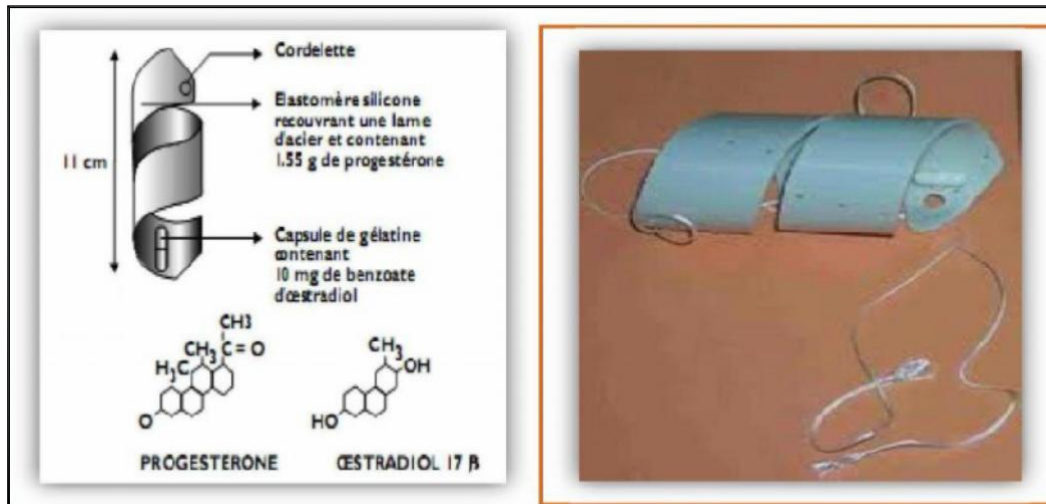 Cordelette
Elastomère silicone
recouvrant une lame
d'acier et contenant
1.55 g de progestérone
11 cm
Capsule de gélatine
contenant
10 mg de benzoate
d'œstradiol
CH3
CH3
C=O
H3C
O
CH3
OH
HO
PROGESTERONE
ŒSTRADIOL 17 β